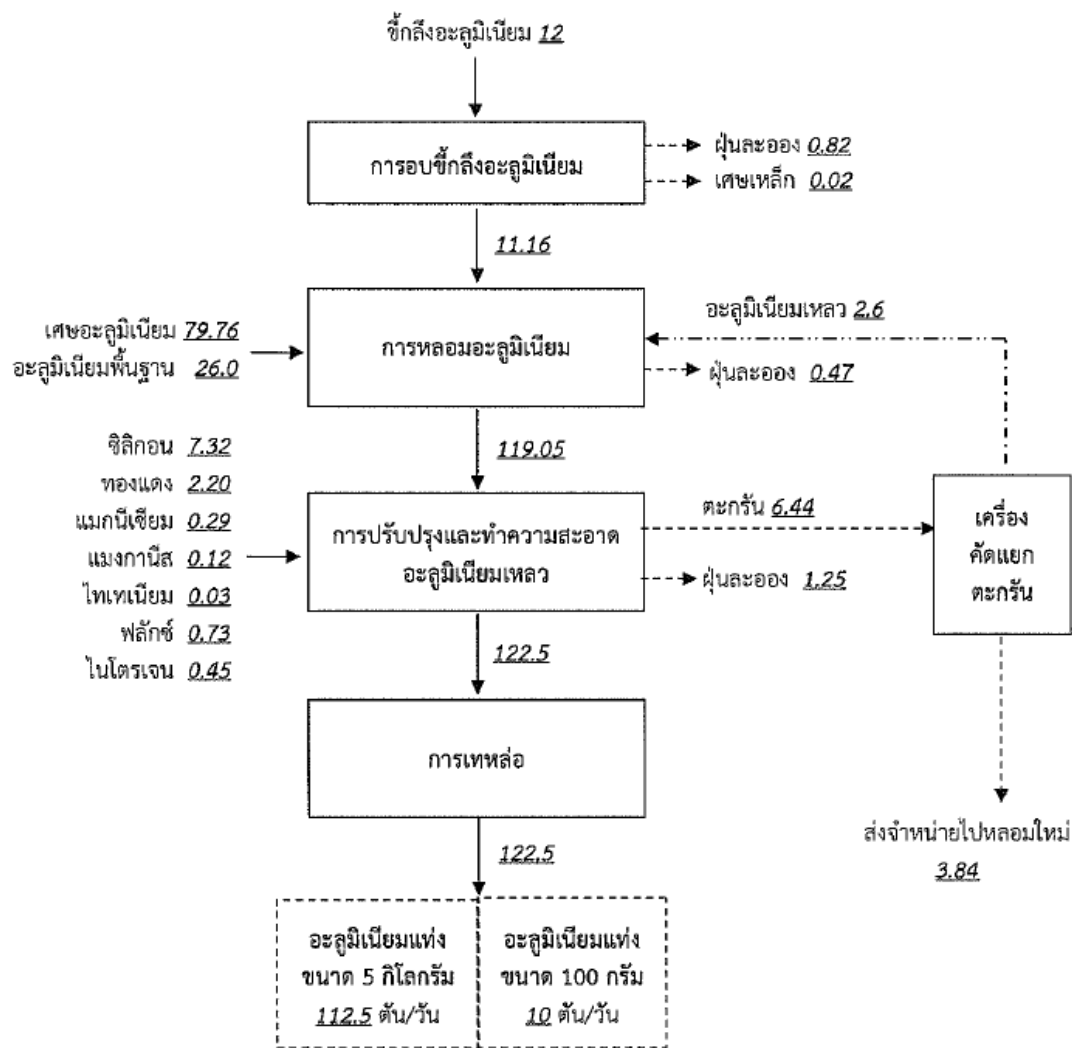 ขี้กลึงอะลูมิเนียม 12
การอบขี้กลึงอะลูมิเนียม
ฝุ่นละออง 0.82
เศษเหล็ก 0.02
11.16
เศษอะลูมิเนียม 79.76
อะลูมิเนียมพื้นฐาน 26.0
การหลอมอะลูมิเนียม
อะลูมิเนียมเหลว 2.6
ฝุ่นละออง 0.47
119.05
ซิลิกอน 7.32
ทองแดง 2.20
แมกนีเซียม 0.29
แมงกานีส 0.12
ไทเทเนียม 0.03
ฟลักซ์ 0.73
ไนโตรเจน 0.45
การปรับปรุงและทำความสะอาด
อะลูมิเนียมเหลว
ตะกรัน 6.44
ฝุ่นละออง 1.25
เครื่อง
คัดแยก
ตะกรัน
122.5
การเทหล่อ
ส่งจำหน่ายไปหลอมใหม่
3.84
122.5
อะลูมิเนียมแท่ง
ขนาด 5 กิโลกรัม
112.5 ตัน/วัน
อะลูมิเนียมแท่ง
ขนาด 100 กรัม
10 ตัน/วัน